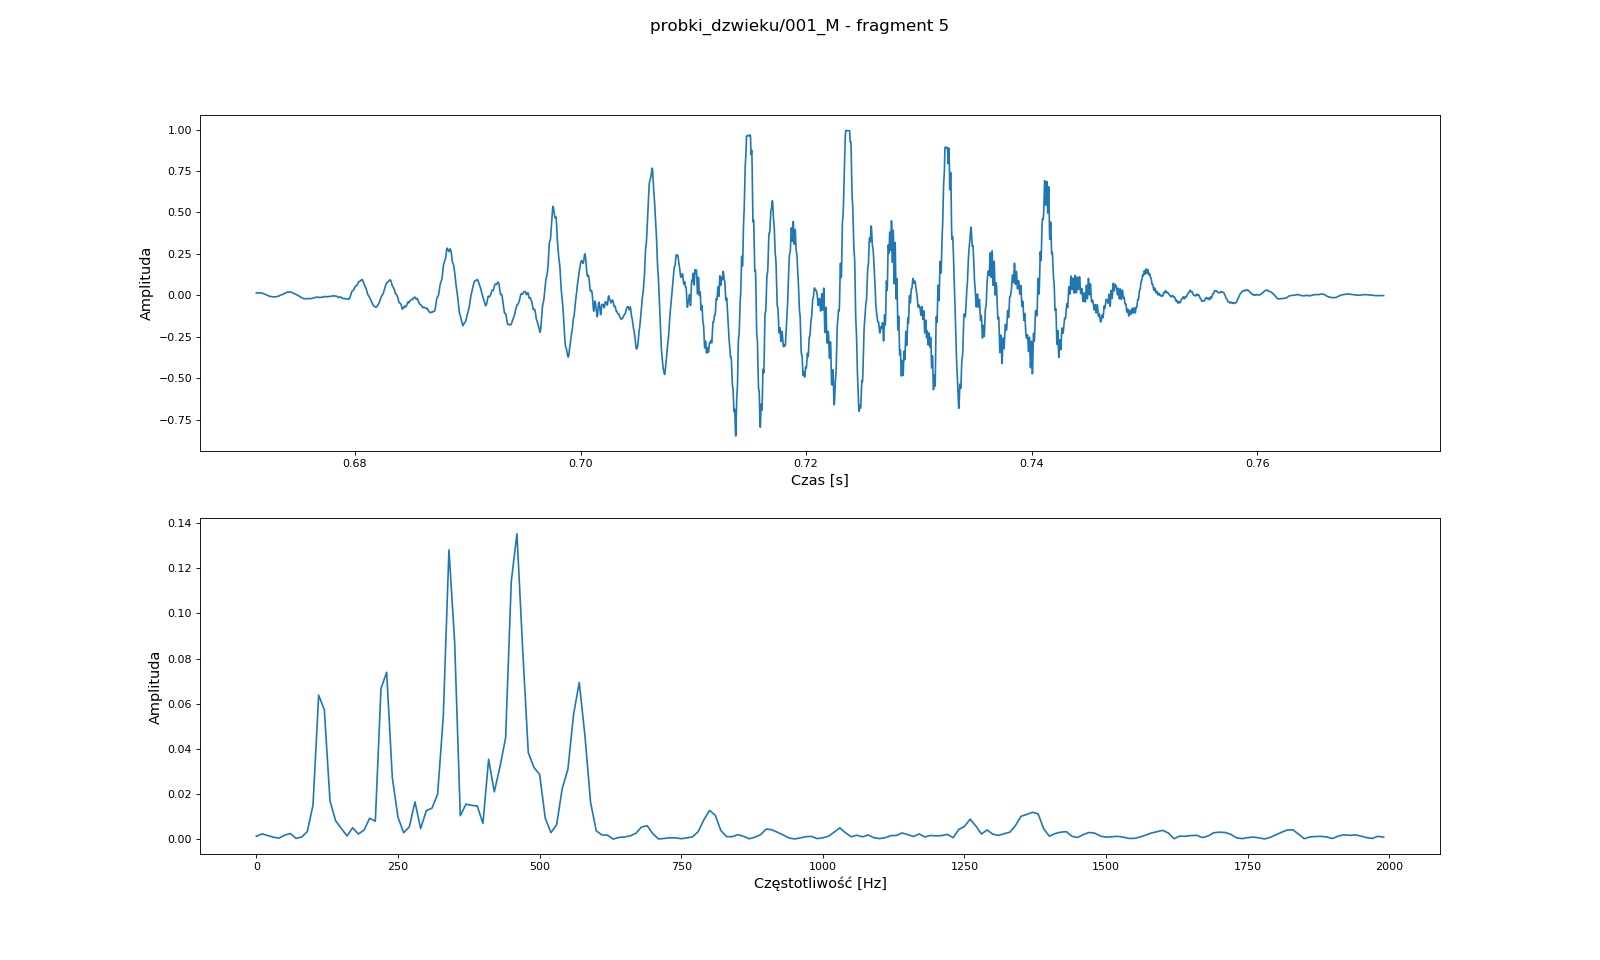 probki_dzwieku/001_M - fragment 5
1.00
0.75
0.50
0.25
0.00
−0.25
−0.50
−0.75
Amplituda
0.68 0.70 0.72 0.74 0.76
Czas [s]
0.14
0.12
0.10
0.08
0.06
0.04
0.02
0.00
Amplituda
0 250 500 750 1000 1250 1500 1750 2000
Częstotliwość [Hz]